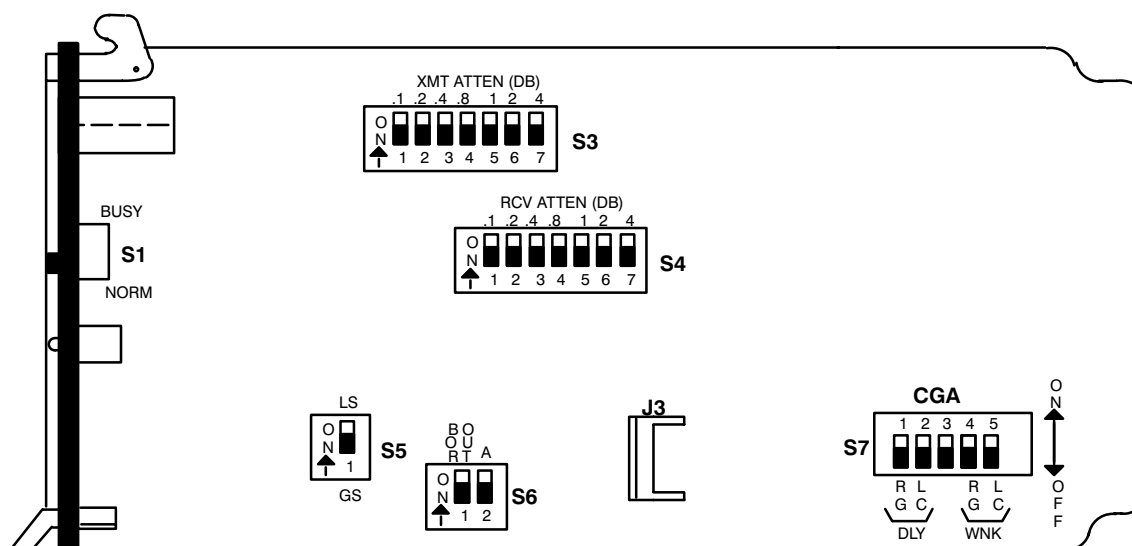 XMT ATTEN (DB)
.1 .2 .4 .8 1 2 4
ON
1 2 3 4 5 6 7
S3
RCV ATTEN (DB)
.1 .2 .4 .8 1 2 4
ON
1 2 3 4 5 6 7
S4
BUSY
S1
NORM
LS
ON
1
S5
GS
BOR OUT A
ON
1 2
S6
J3
CGA
1 2 3 4 5
S7
RG LC RG LC
DLY WNK
ON
OFF